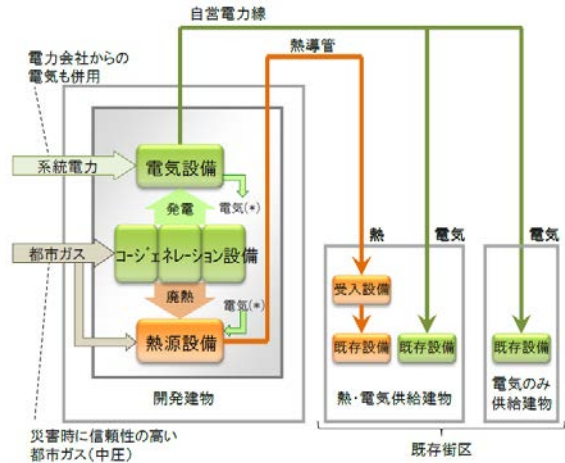 自営電力線
電力会社からの
電気も併用
熱導管
系統電力
電気設備
発電
電気(*)
都市ガス
コージェネレーション設備
廃熱
電気(*)
熱源設備
開発建物
熱
電気
電気
受入設備
既存設備
既存設備
既存設備
熱・電気供給建物
電気のみ
供給建物
既存街区
災害時に信頼性の高い
都市ガス(中圧)